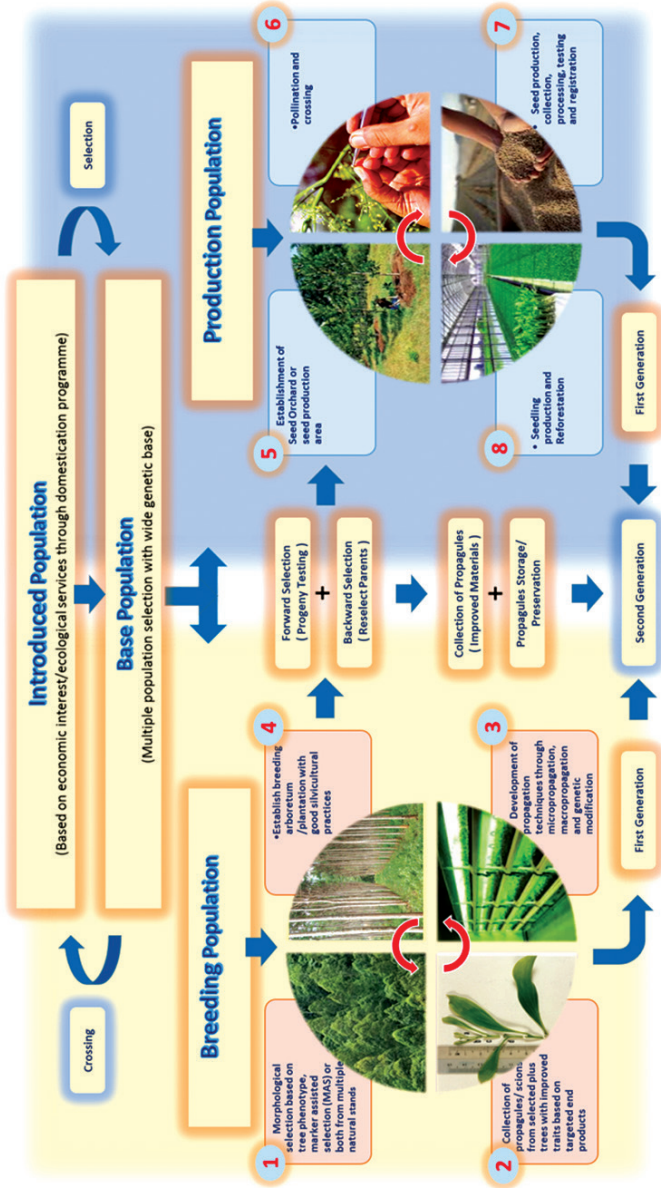 Introduced Population
(Based on economic interest/ecological services through domestication programme)
Crossing
Selection
Base Population
(Multiple population selection with wide genetic base)
Breeding Population
1
Morphological
selection based on
tree phenotype,
marker assisted
selection (MAS) or
both from multiple
natural stands
4
•Establish breeding
arboretum
/plantation with
good silvicultural
practices
2
Collection of
propagules/ scions
from selected plus
trees with improved
traits based on
targeted end
products
3
Development of
propagation
techniques through
micropropagation,
macropropagation
and genetic
modification
First Generation
Forward Selection
( Progeny Testing )
+
Backward Selection
( Reselect Parents )
Collection of Propagules
( Improved Materials )
+
Propagules Storage/
Preservation
Second Generation
Production Population
5
Establishment of
Seed Orchard or
seed production
area
6
•Pollination and
crossing
8
• Seedling
production and
Reforestation
7
• Seed production,
collection,
processing, testing
and registration
First Generation